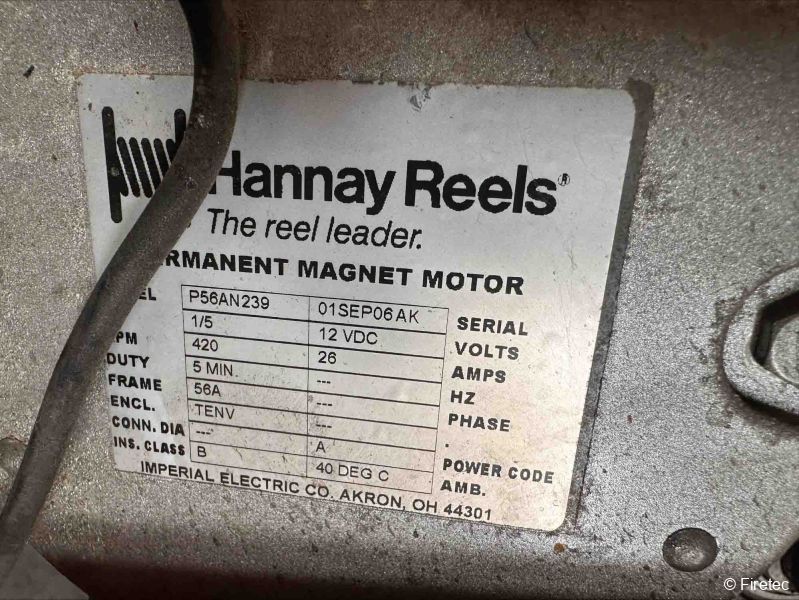 Hannay Reels®
The reel leader.
RMANENT MAGNET MOTOR
EL P56AN239 01SEP06AK SERIAL
1/5 12 VDC VOLTS
PM 420 26 AMPS
DUTY 5 MIN. --- HZ
FRAME 56A --- PHASE
ENCL. TENV --- .
CONN. DIA --- A POWER CODE
INS. CLASS B 40 DEG C AMB.
IMPERIAL ELECTRIC CO. AKRON, OH 44301
© Firetec